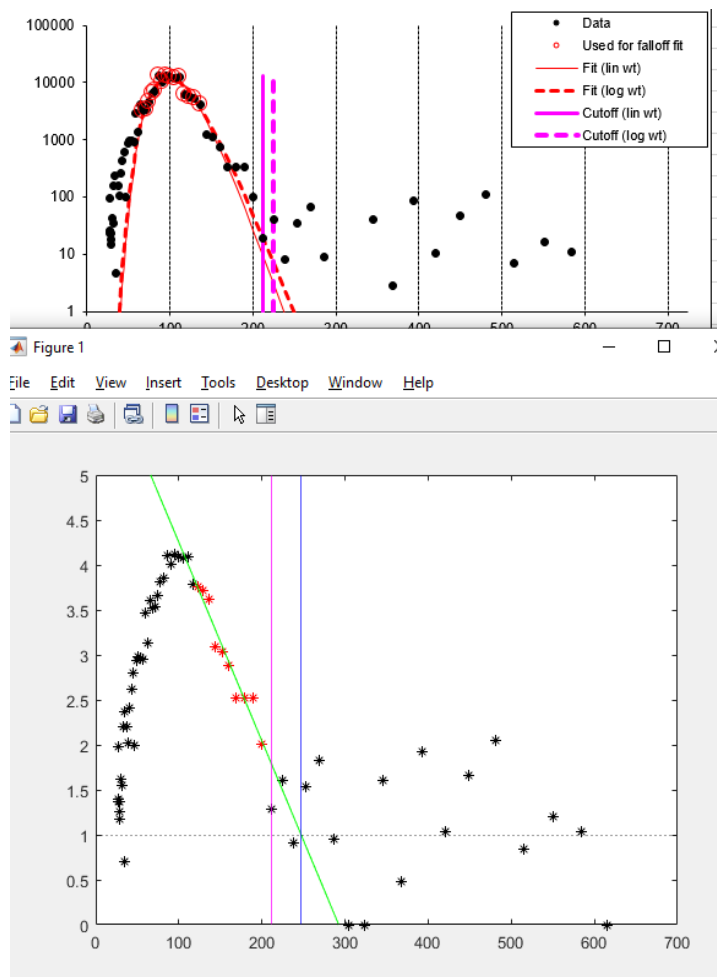 100000
10000
1000
100
10
1
0 100 200 300 400 500 600 700
Data
Used for falloff fit
Fit (lin wt)
Fit (log wt)
Cutoff (lin wt)
Cutoff (log wt)
Figure 1
File Edit View Insert Tools Desktop Window Help
5
4.5
4
3.5
3
2.5
2
1.5
1
0.5
0
0 100 200 300 400 500 600 700